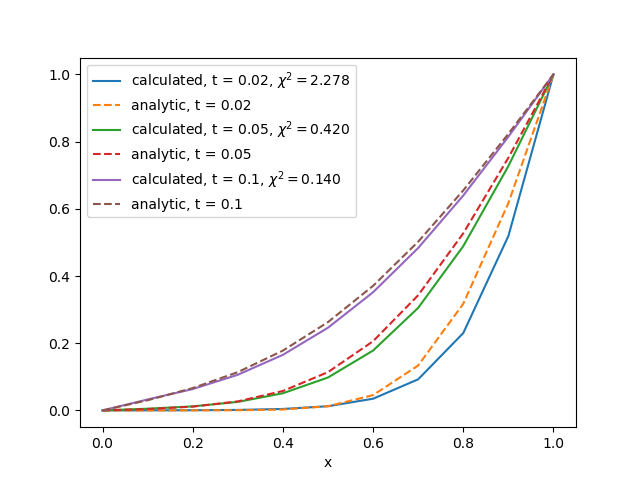 calculated, t = 0.02, χ² = 2.278
analytic, t = 0.02
calculated, t = 0.05, χ² = 0.420
analytic, t = 0.05
calculated, t = 0.1, χ² = 0.140
analytic, t = 0.1
1.0
0.8
0.6
0.4
0.2
0.0
0.0 0.2 0.4 0.6 0.8 1.0
x